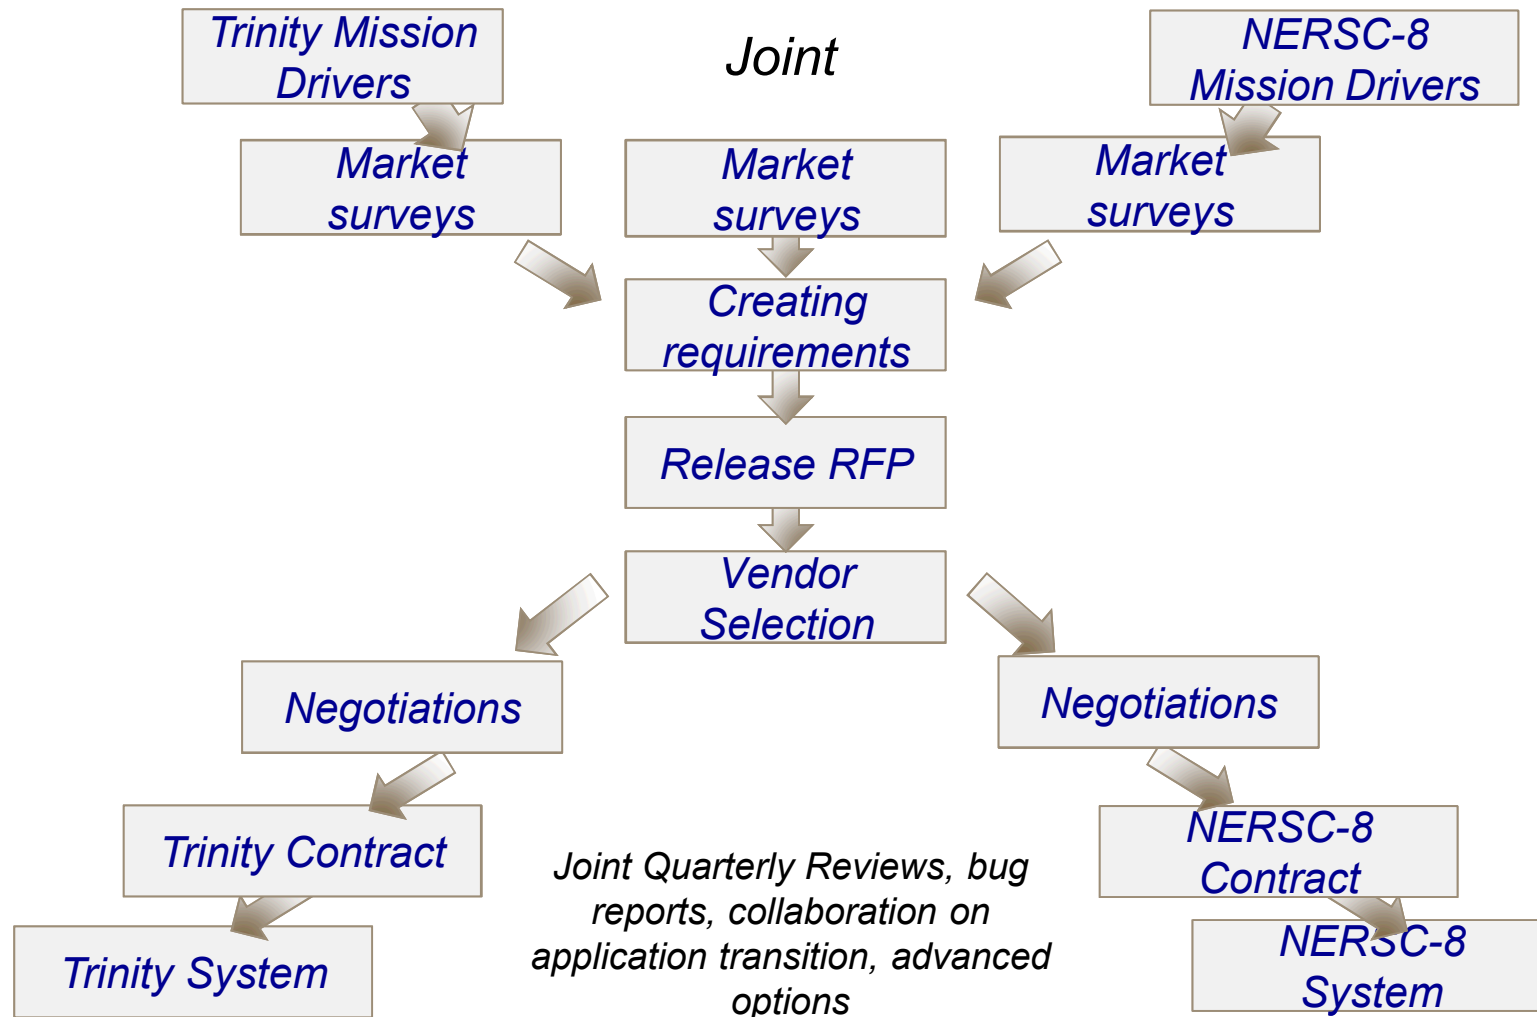 Trinity Mission
Drivers
Joint
NERSC-8
Mission Drivers
Market
surveys
Market
surveys
Market
surveys
Creating
requirements
Release RFP
Vendor
Selection
Negotiations
Negotiations
Trinity Contract
NERSC-8
Contract
Joint Quarterly Reviews, bug
reports, collaboration on
application transition, advanced
options
Trinity System
NERSC-8
System